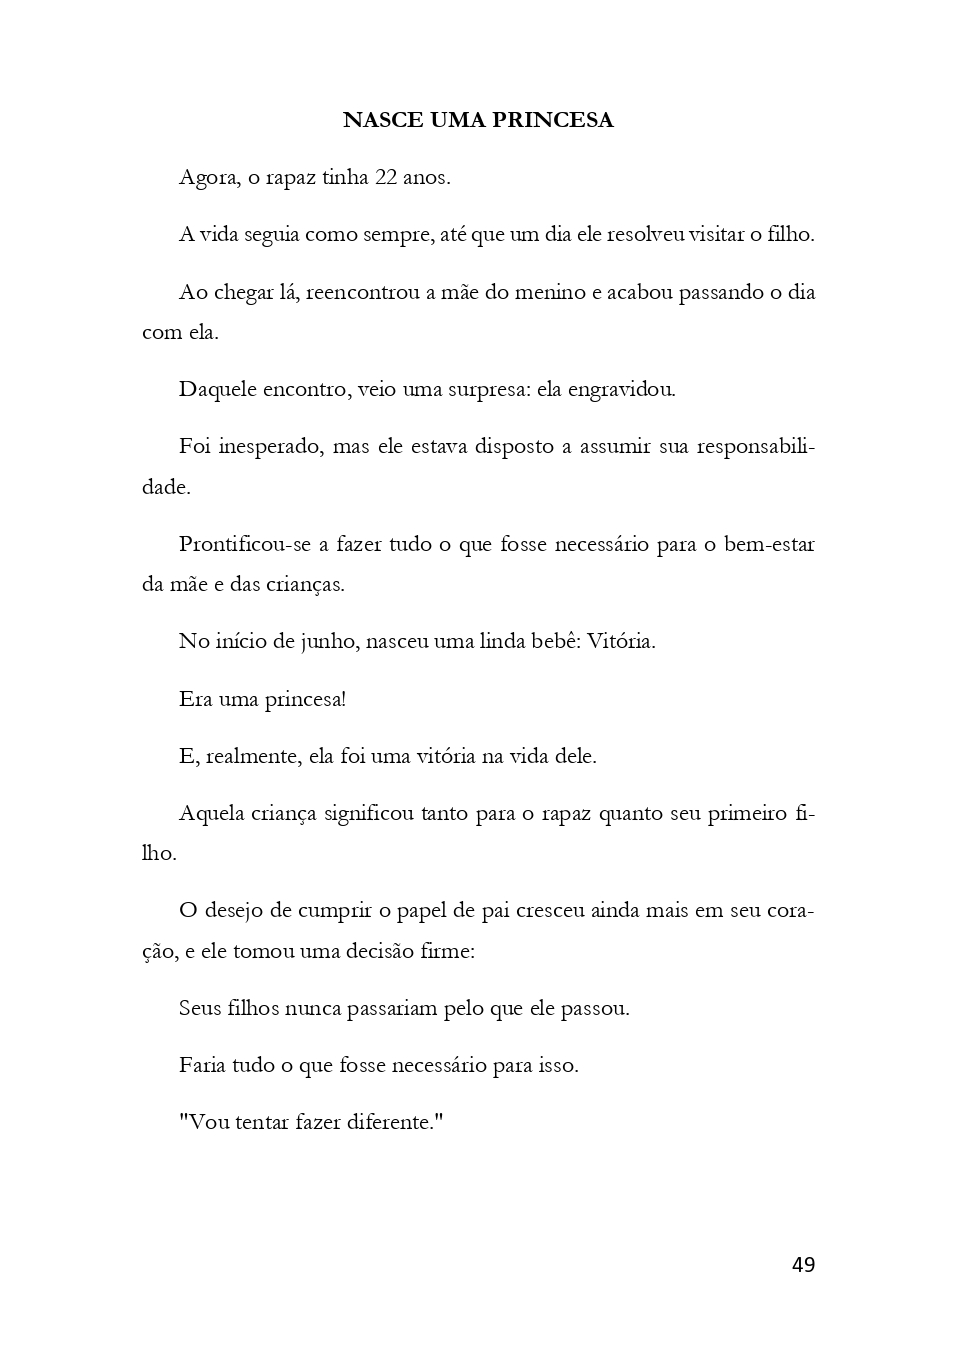 NASCE UMA PRINCESA
Agora, o rapaz tinha 22 anos.
A vida seguia como sempre, até que um dia ele resolveu visitar o filho.
Ao chegar lá, reencontrou a mãe do menino e acabou passando o dia
com ela.
Daquele encontro, veio uma surpresa: ela engravidou.
Foi inesperado, mas ele estava disposto a assumir sua responsabili-
dade.
Prontificou-se a fazer tudo o que fosse necessário para o bem-estar
da mãe e das crianças.
No início de junho, nasceu uma linda bebê: Vitória.
Era uma princesa!
E, realmente, ela foi uma vitória na vida dele.
Aquela criança significou tanto para o rapaz quanto seu primeiro fi-
lho.
O desejo de cumprir o papel de pai cresceu ainda mais em seu cora-
ção, e ele tomou uma decisão firme:
Seus filhos nunca passariam pelo que ele passou.
Faria tudo o que fosse necessário para isso.
"Vou tentar fazer diferente."
49